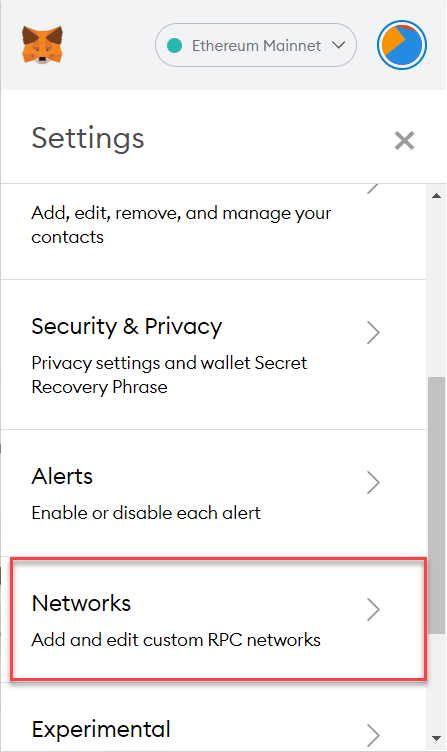 Ethereum Mainnet
Settings
Add, edit, remove, and manage your
contacts
Security & Privacy
Privacy settings and wallet Secret
Recovery Phrase
Alerts
Enable or disable each alert
Networks
Add and edit custom RPC networks
Experimental